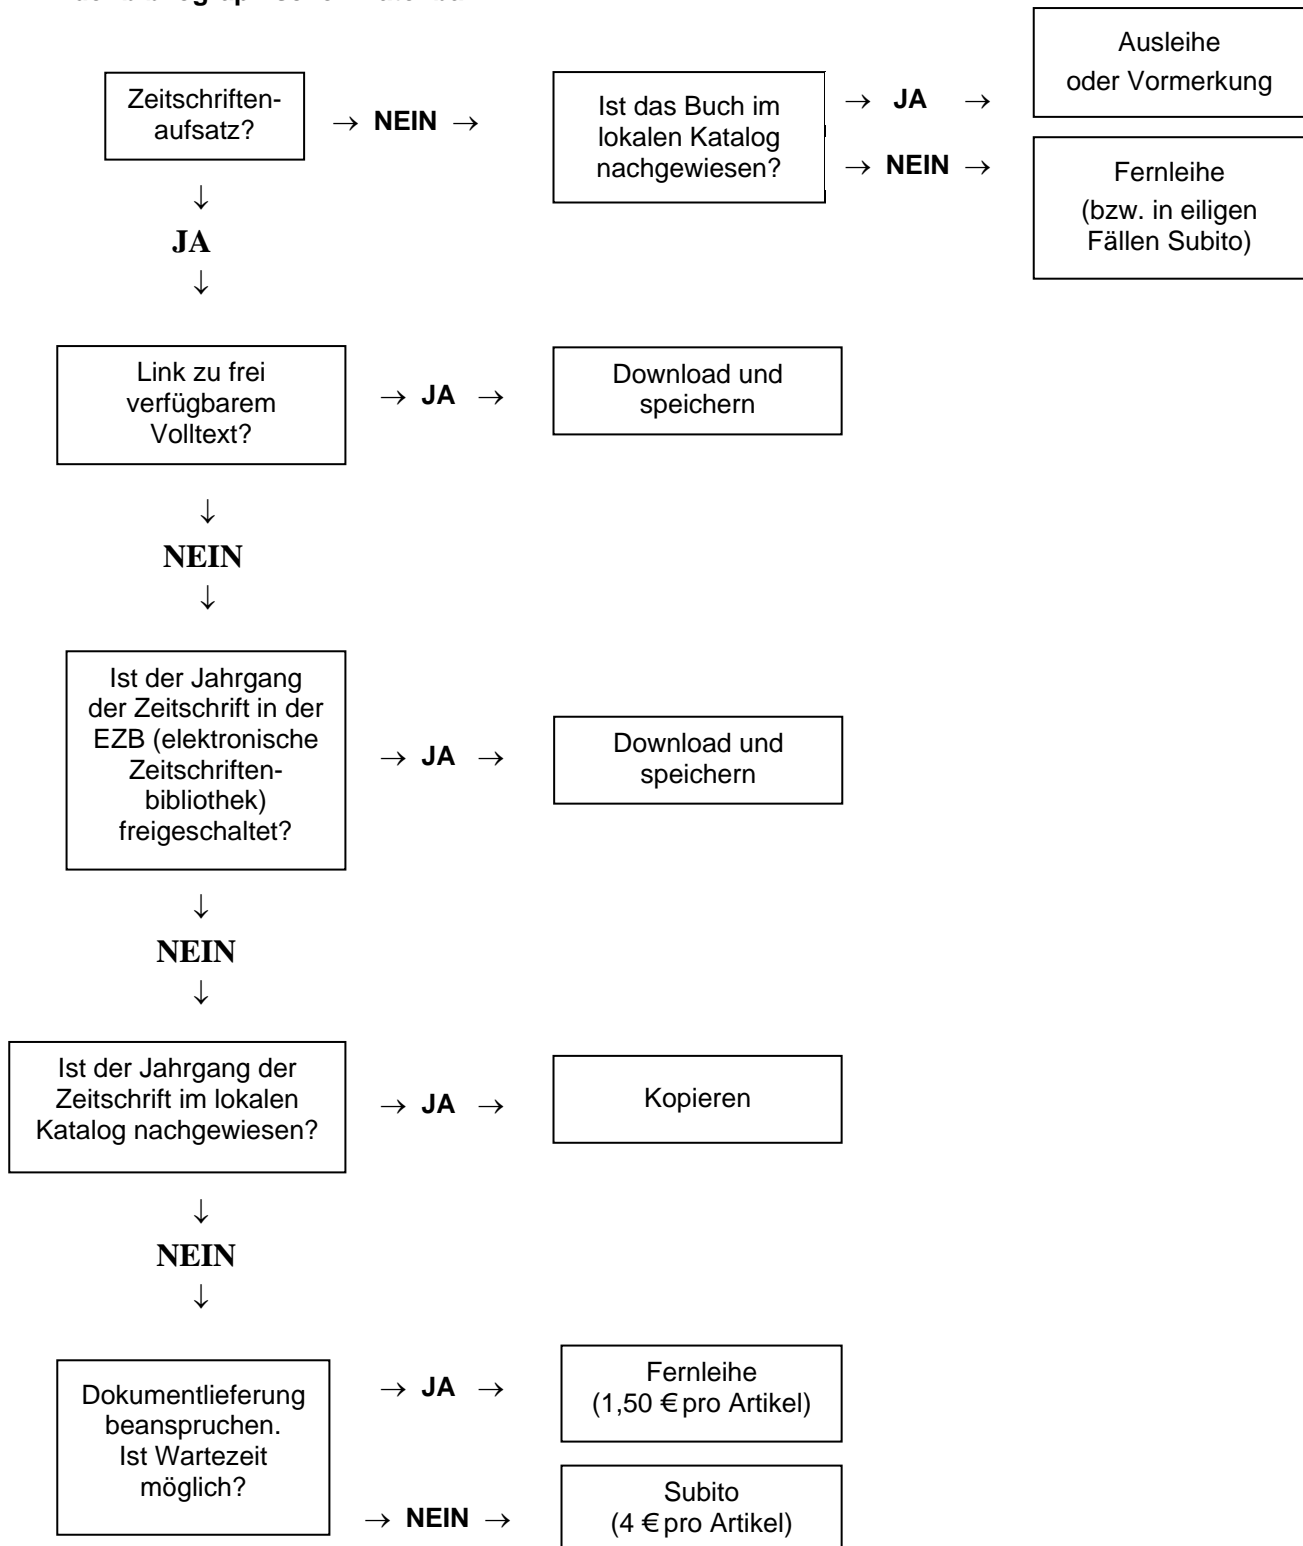 Zeitschriften-
aufsatz?
→ NEIN →
Ist das Buch im
lokalen Katalog
nachgewiesen?
→ JA →
Ausleihe
oder Vormerkung
→ NEIN →
Fernleihe
(bzw. in eiligen
Fällen Subito)
↓
JA
↓
Link zu frei
verfügbarem
Volltext?
→ JA →
Download und
speichern
↓
NEIN
↓
Ist der Jahrgang
der Zeitschrift in der
EZB (elektronische
Zeitschriften-
bibliothek)
freigeschaltet?
→ JA →
Download und
speichern
↓
NEIN
↓
Ist der Jahrgang der
Zeitschrift im lokalen
Katalog nachgewiesen?
→ JA →
Kopieren
↓
NEIN
↓
Dokumentlieferung
beanspruchen.
Ist Wartezeit
möglich?
→ JA →
Fernleihe
(1,50 € pro Artikel)
→ NEIN →
Subito
(4 € pro Artikel)